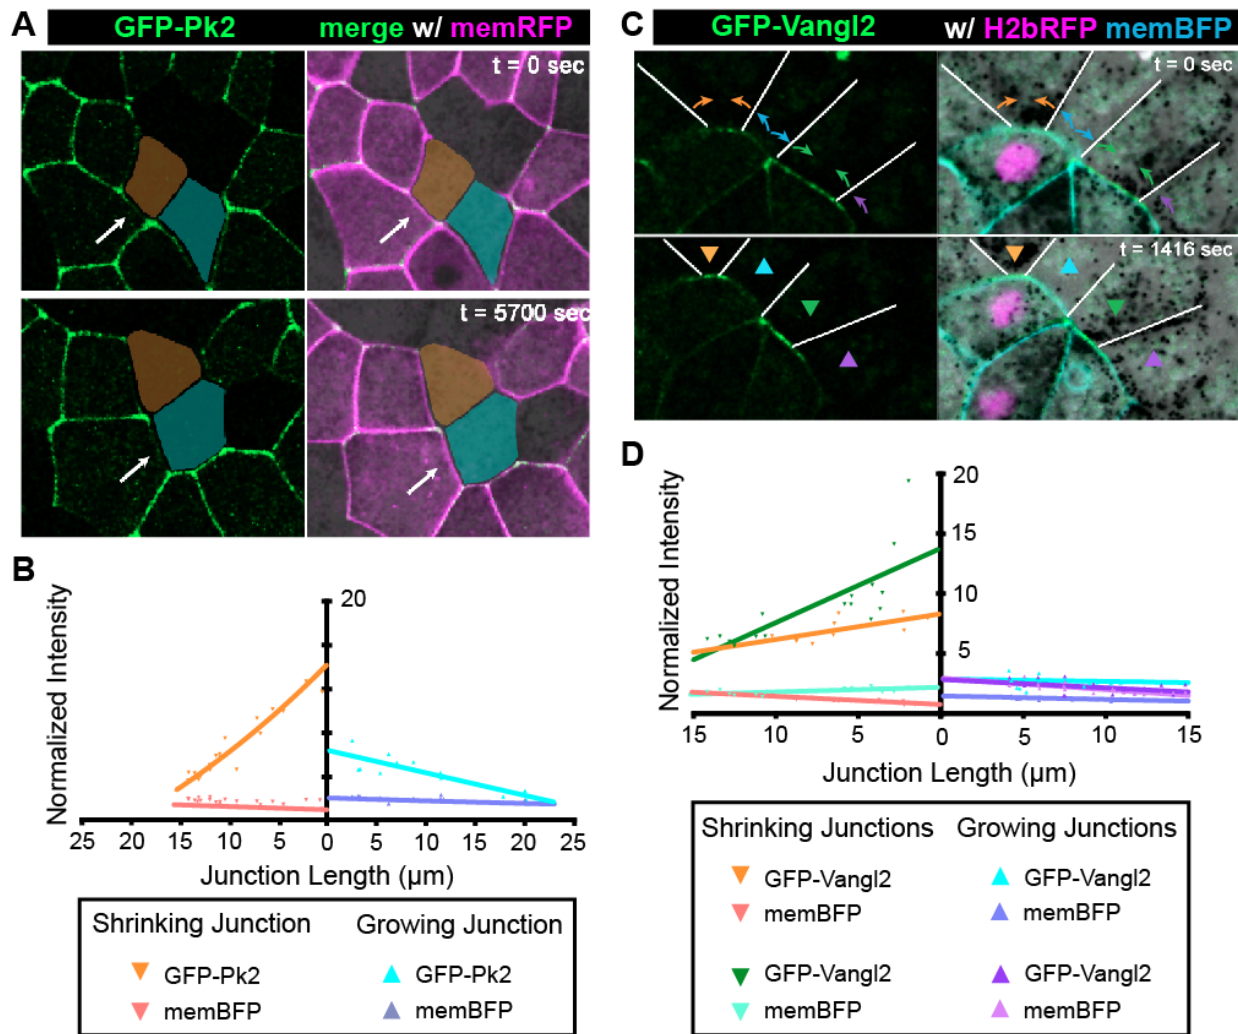 A GFP-Pk2 merge w/ memRFP
t = 0 sec
t = 5700 sec
B
Normalized Intensity
20
25 20 15 10 5 0 5 10 15 20 25
Junction Length (µm)
Shrinking Junction Growing Junction
GFP-Pk2 GFP-Pk2
memBFP memBFP
C GFP-Vangl2 w/ H2bRFP memBFP
t = 0 sec
t = 1416 sec
D
Normalized Intensity
20
15
10
5
15 10 5 0 5 10 15
Junction Length (µm)
Shrinking Junctions Growing Junctions
GFP-Vangl2 GFP-Vangl2
memBFP memBFP
GFP-Vangl2 GFP-Vangl2
memBFP memBFP